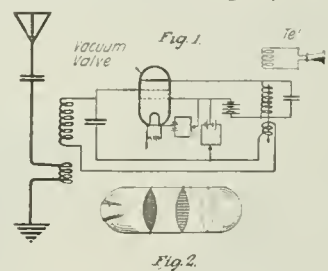 Fig. 1.
Te'
Vacuum
Valve
Fig. 2.